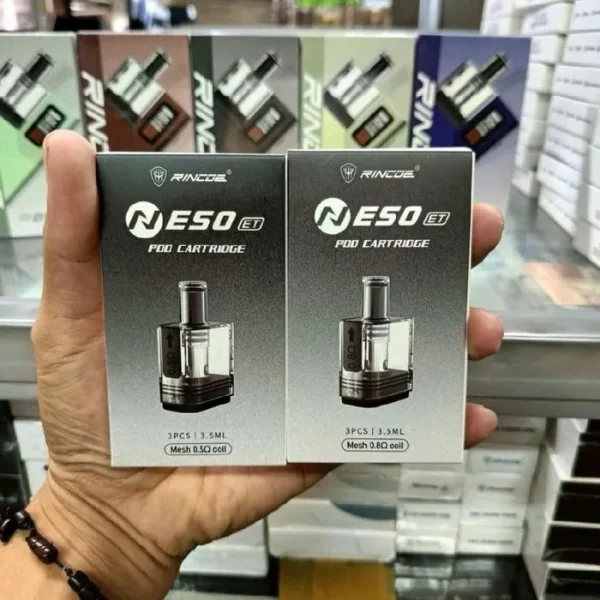 RINCOE
NESO ET
POD CARTRIDGE
3PCS | 3.5ML
Mesh 0.5Ω coil
RINCOE
NESO ET
POD CARTRIDGE
3PCS | 3.5ML
Mesh 0.8Ω coil